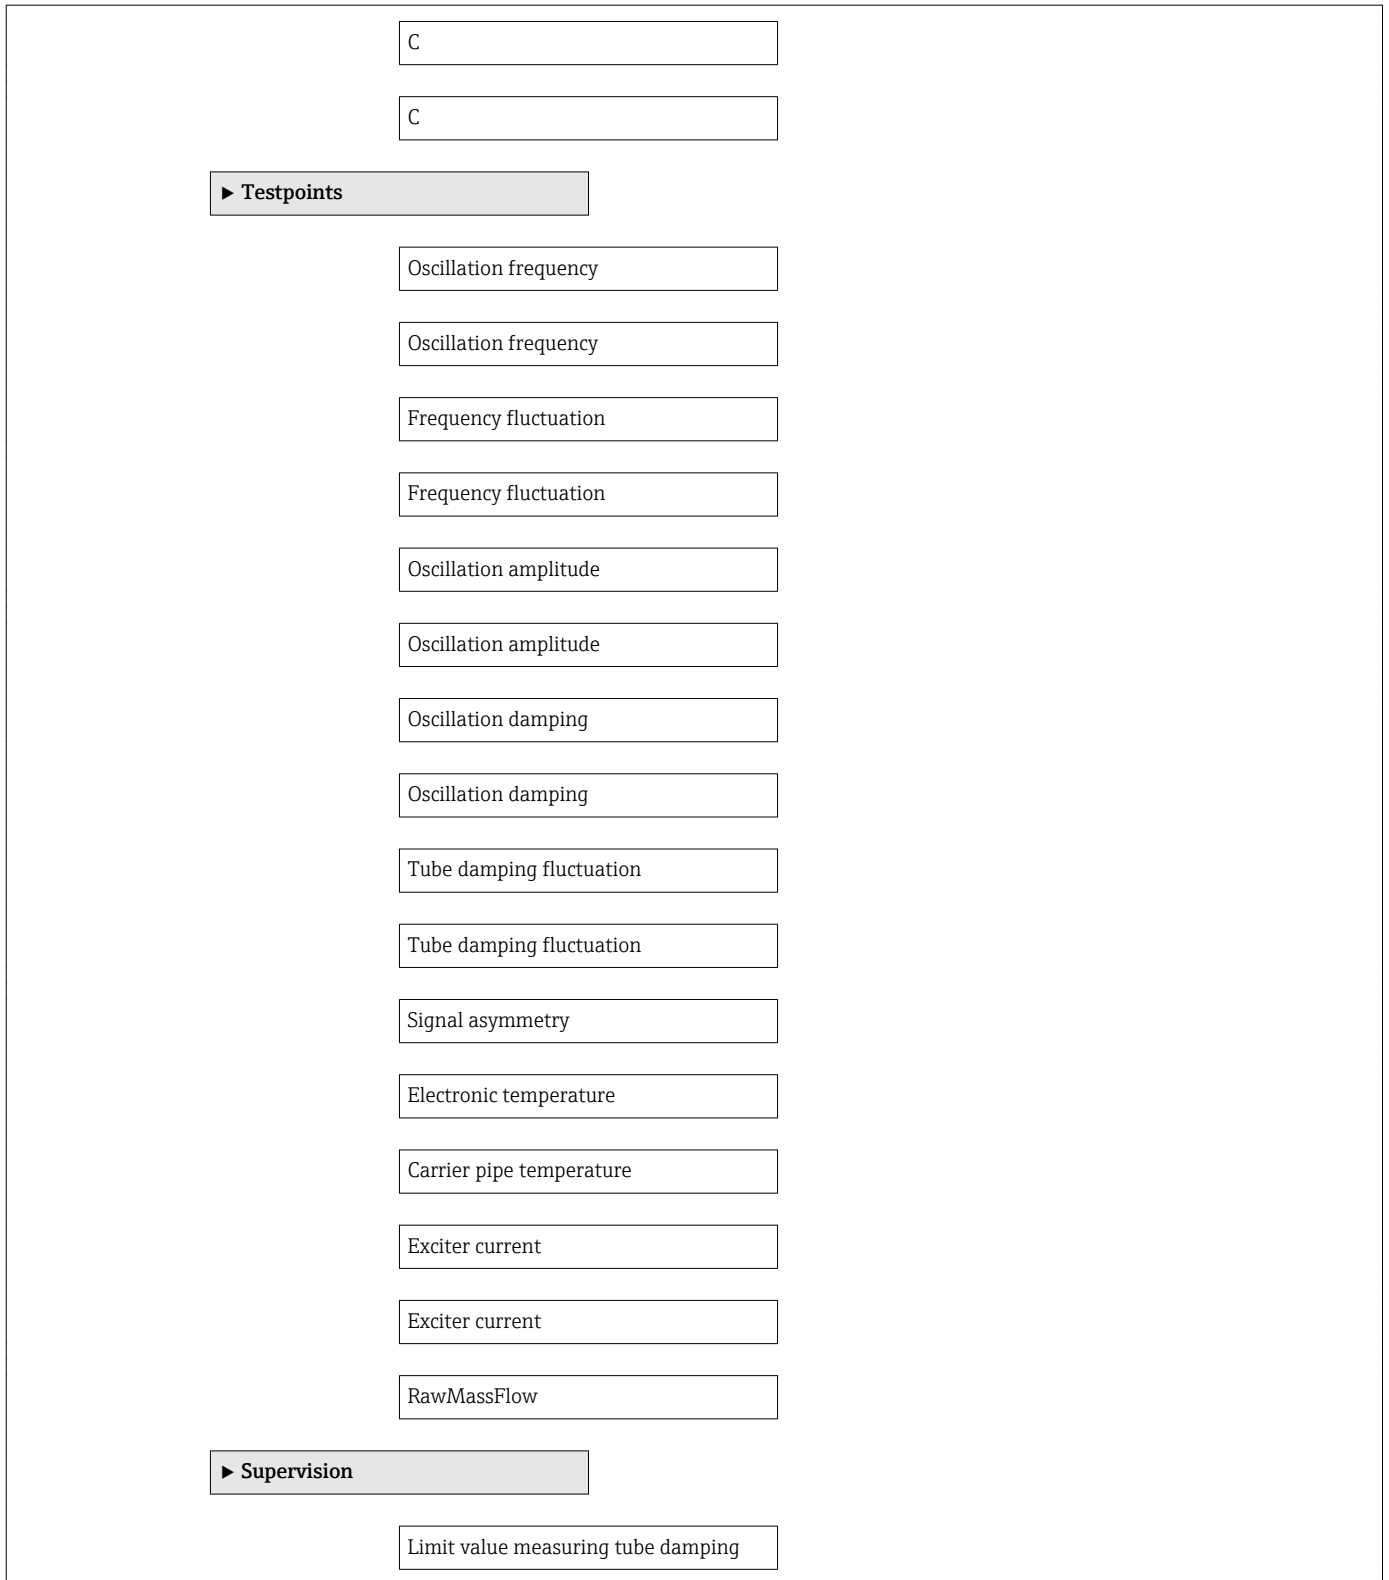 C
C
▶ Testpoints
Oscillation frequency
Oscillation frequency
Frequency fluctuation
Frequency fluctuation
Oscillation amplitude
Oscillation amplitude
Oscillation damping
Oscillation damping
Tube damping fluctuation
Tube damping fluctuation
Signal asymmetry
Electronic temperature
Carrier pipe temperature
Exciter current
Exciter current
RawMassFlow
▶ Supervision
Limit value measuring tube damping